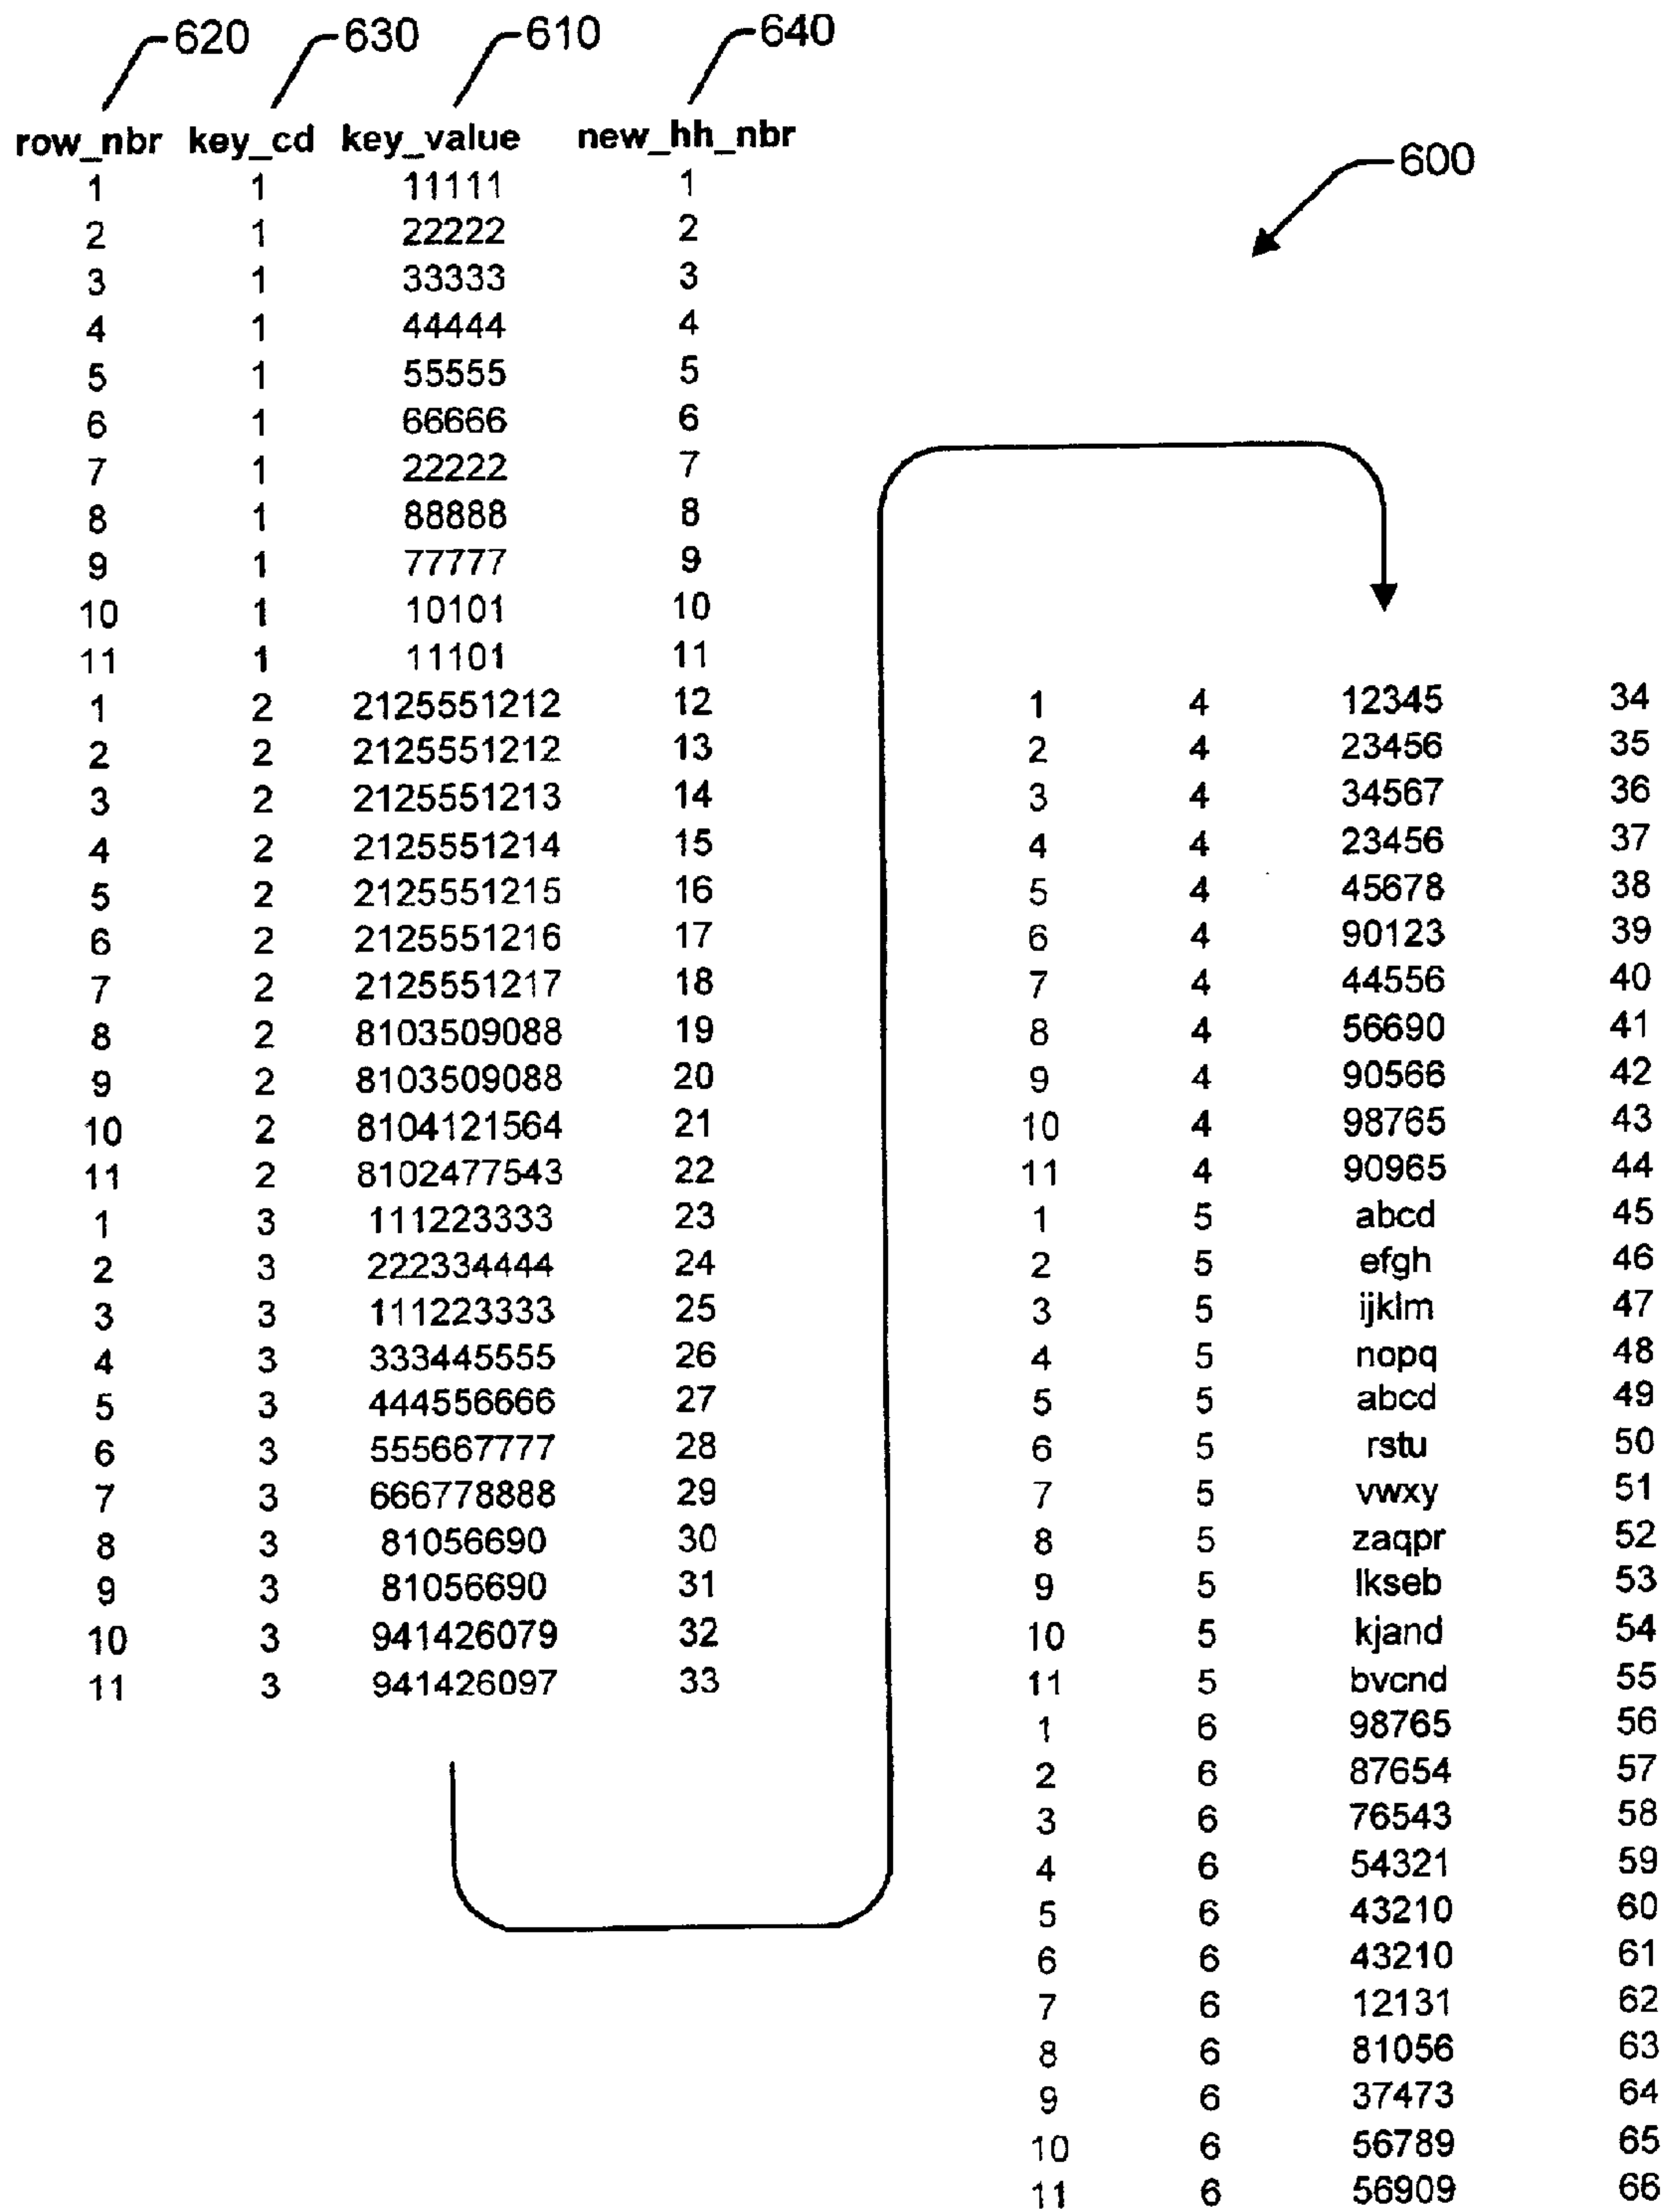 620 630 610 640
row_nbr key_cd key_value new_hh_nbr
600
1 1 11111 1
2 1 22222 2
3 1 33333 3
4 1 44444 4
5 1 55555 5
6 1 66666 6
7 1 22222 7
8 1 88888 8
9 1 77777 9
10 1 10101 10
11 1 11101 11
1 2 2125551212 12
2 2 2125551212 13
3 2 2125551213 14
4 2 2125551214 15
5 2 2125551215 16
6 2 2125551216 17
7 2 2125551217 18
8 2 8103509088 19
9 2 8103509088 20
10 2 8104121564 21
11 2 8102477543 22
1 3 111223333 23
2 3 222334444 24
3 3 111223333 25
4 3 333445555 26
5 3 444556666 27
6 3 555667777 28
7 3 666778888 29
8 3 81056690 30
9 3 81056690 31
10 3 941426079 32
11 3 941426097 33
1 4 12345 34
2 4 23456 35
3 4 34567 36
4 4 23456 37
5 4 45678 38
6 4 90123 39
7 4 44556 40
8 4 56690 41
9 4 90566 42
10 4 98765 43
11 4 90965 44
1 5 abcd 45
2 5 efgh 46
3 5 ijklm 47
4 5 nopq 48
5 5 abcd 49
6 5 rstu 50
7 5 vwxy 51
8 5 zaqpr 52
9 5 lkseb 53
10 5 kjand 54
11 5 bvcnd 55
1 6 98765 56
2 6 87654 57
3 6 76543 58
4 6 54321 59
5 6 43210 60
6 6 43210 61
7 6 12131 62
8 6 81056 63
9 6 37473 64
10 6 56789 65
11 6 56909 66